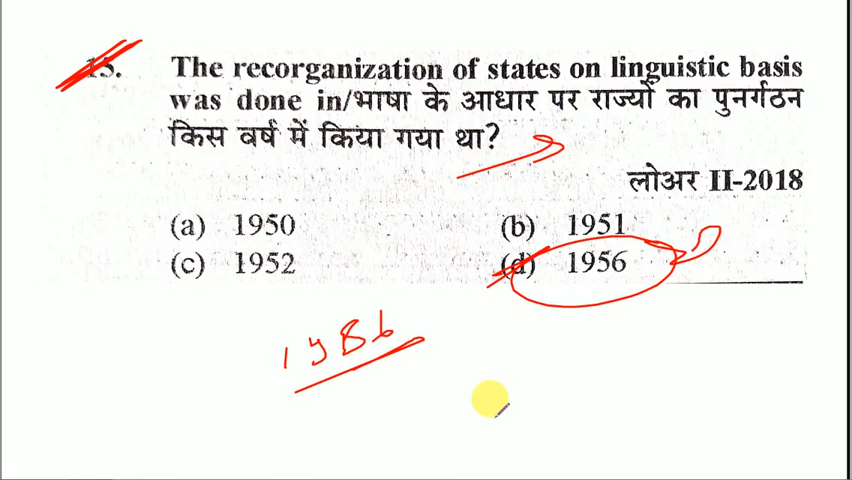 15. The recorganization of states on linguistic basis
was done in/भाषा के आधार पर राज्यों का पुनर्गठन
किस वर्ष में किया गया था?
लोअर II-2018
(a) 1950 (b) 1951
(c) 1952 (d) 1956